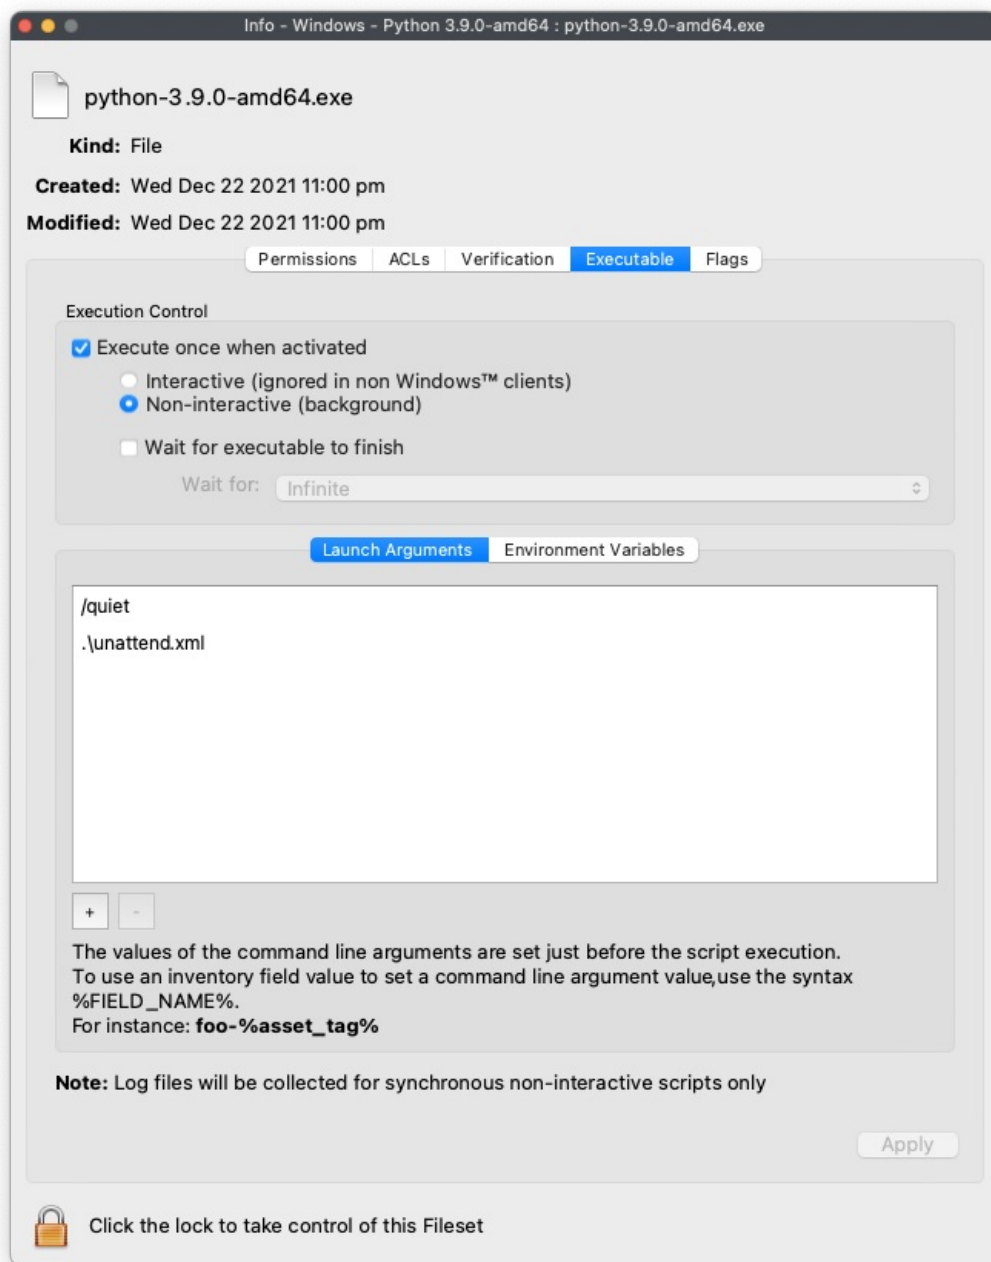 Info - Windows - Python 3.9.0-amd64 : python-3.9.0-amd64.exe
python-3.9.0-amd64.exe
Kind: File
Created: Wed Dec 22 2021 11:00 pm
Modified: Wed Dec 22 2021 11:00 pm
Permissions ACLs Verification Executable Flags
Execution Control
Execute once when activated
Interactive (ignored in non Windows™ clients)
Non-interactive (background)
Wait for executable to finish
Wait for: Infinite
Launch Arguments Environment Variables
/quiet
.\unattend.xml
+ -
The values of the command line arguments are set just before the script execution.
To use an inventory field value to set a command line argument value,use the syntax
%FIELD_NAME%.
For instance: foo-%asset_tag%
Note: Log files will be collected for synchronous non-interactive scripts only
Apply
Click the lock to take control of this Fileset